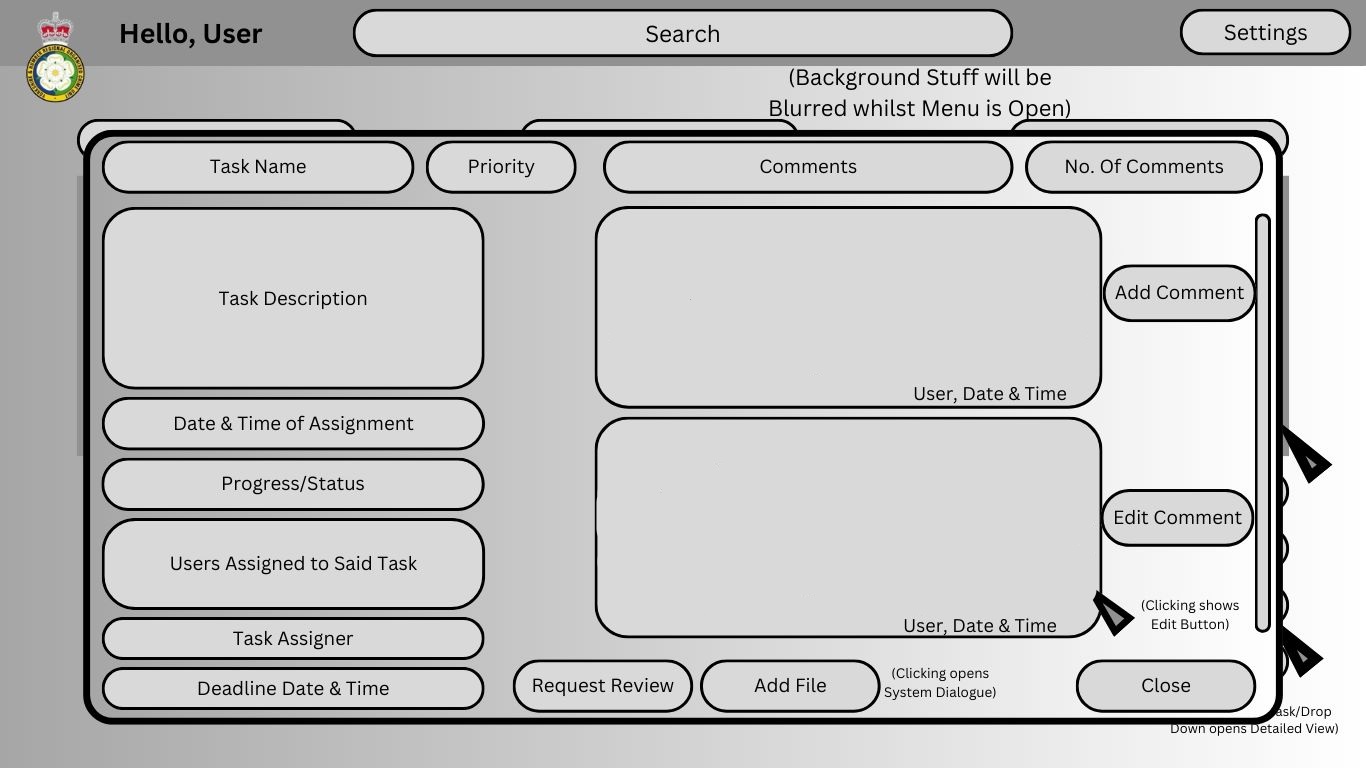 Hello, User
Search
Settings
(Background Stuff will be
Blurred whilst Menu is Open)
Task Name
Priority
Comments
No. Of Comments
Task Description
Add Comment
User, Date & Time
Date & Time of Assignment
Progress/Status
Edit Comment
Users Assigned to Said Task
(Clicking shows
Edit Button)
User, Date & Time
Task Assigner
Deadline Date & Time
Request Review
Add File
(Clicking opens
System Dialogue)
Close
ask/Drop
Down opens Detailed View)